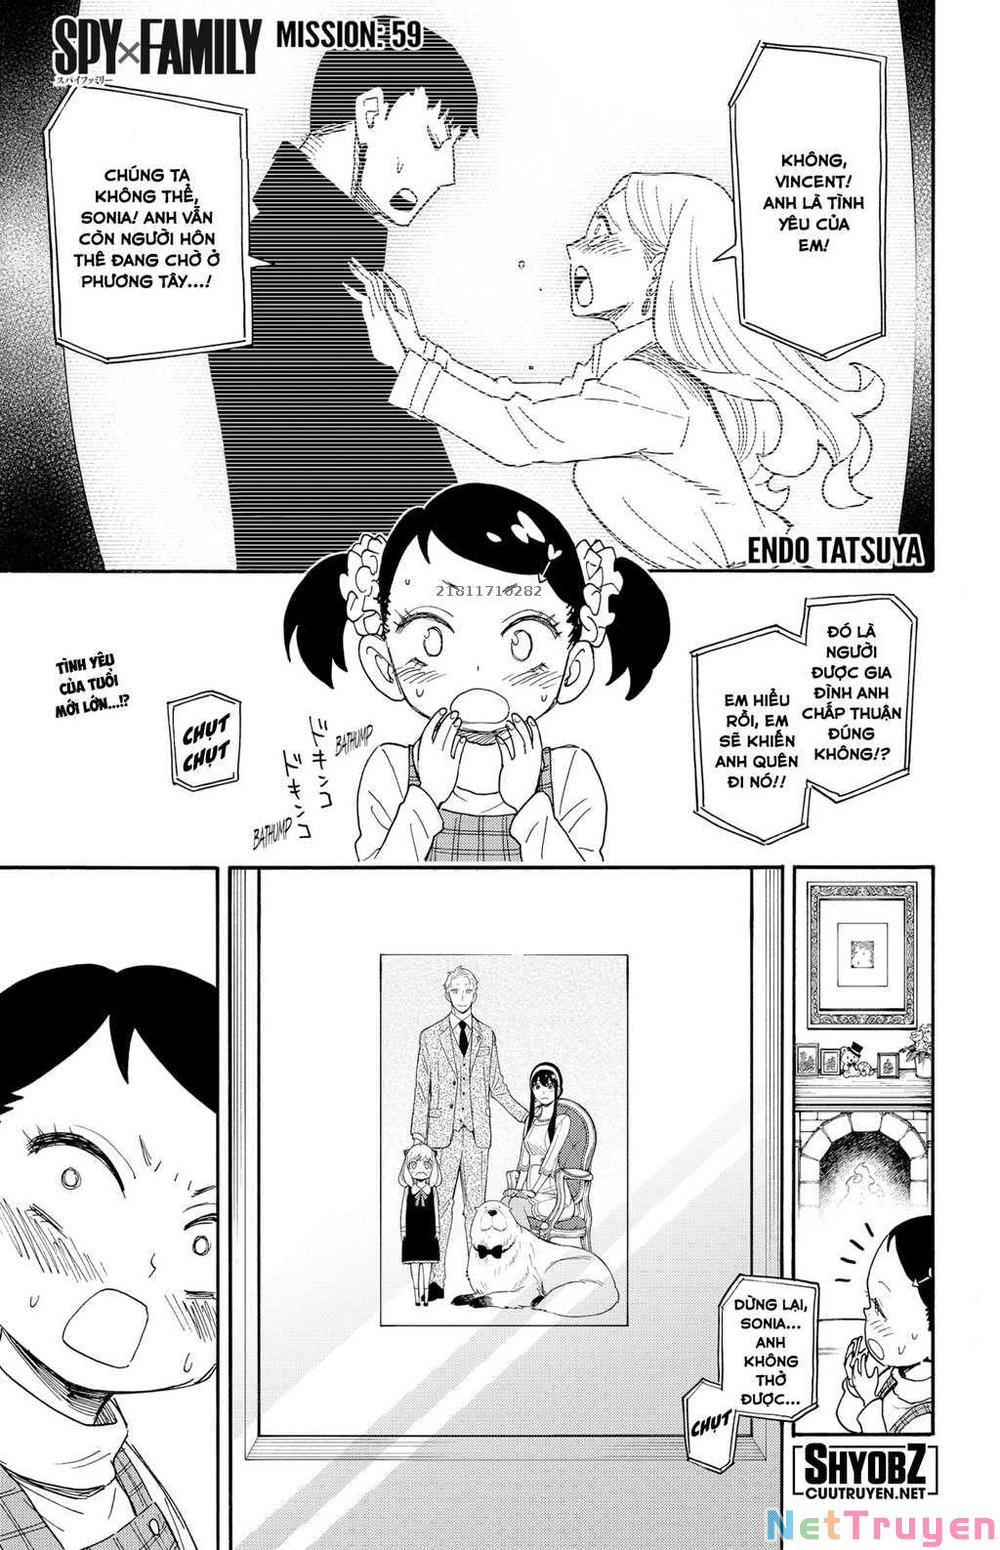 SPY×FAMILY
スパイファミリー
MISSION: 59
KHÔNG,
VINCENT!
ANH LÀ TÌNH
YÊU CỦA
EM!
CHÚNG TA
KHÔNG THỂ,
SONIA! ANH VẪN
CÒN NGƯỜI HÔN
THÊ ĐANG CHỜ Ở
PHƯƠNG TÂY...!
ENDO TATSUYA
21811710282
ĐÓ LÀ
NGƯỜI
ĐƯỢC GIA
ĐÌNH ANH
CHẤP THUẬN
ĐÚNG
KHÔNG!?
EM HIỂU
RỒI, EM
SẼ KHIẾN
ANH QUÊN
ĐI NÓ!!
ドキンコ
BATHUMP
ドキンコ
BATHUMP
CHỤT
CHỤT
TÌNH YÊU
CỦA TUỔI
MỚI LỚN...!?
DỪNG LẠI,
SONIA...
ANH
KHÔNG
THỞ
ĐƯỢC...
CHỤT
SHYOBZ
CUUTRUYEN.NET
NetTruyen